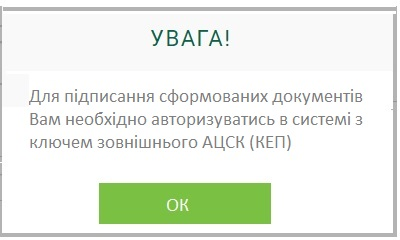 УВАГА!
Для підписання сформованих документів
Вам необхідно авторизуватись в системі з
ключем зовнішнього АЦСК (КЕП)
ОК